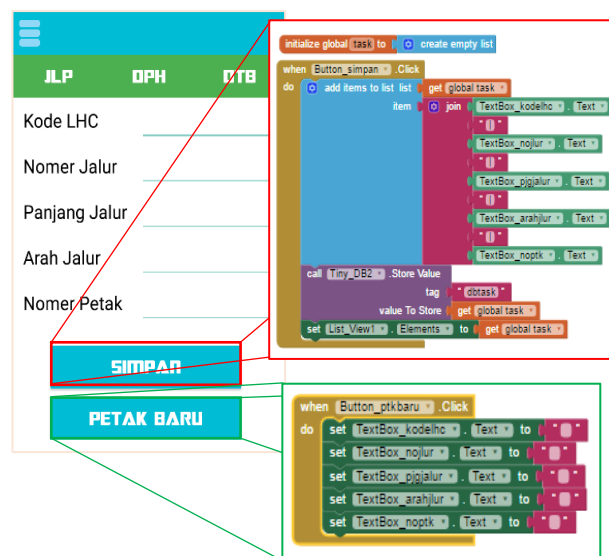 JLP DPH DTB
Kode LHC
Nomer Jalur
Panjang Jalur
Arah Jalur
Nomer Petak
SIMPAN
PETAK BARU
initialize global task to create empty list
when Button_simpan .Click
do add items to list list get global task
item join TextBox_kodelhc . Text
" | "
TextBox_nojlur . Text
" | "
TextBox_pjgjalur . Text
" | "
TextBox_arahjlur . Text
" | "
TextBox_noptk . Text
call Tiny_DB2 .Store Value
tag " dbtask "
value To Store get global task
set List_View1 . Elements to get global task
when Button_ptkbaru .Click
do set TextBox_kodelhc . Text to " "
set TextBox_nojlur . Text to " "
set TextBox_pjgjalur . Text to " "
set TextBox_arahjlur . Text to " "
set TextBox_noptk . Text to " "